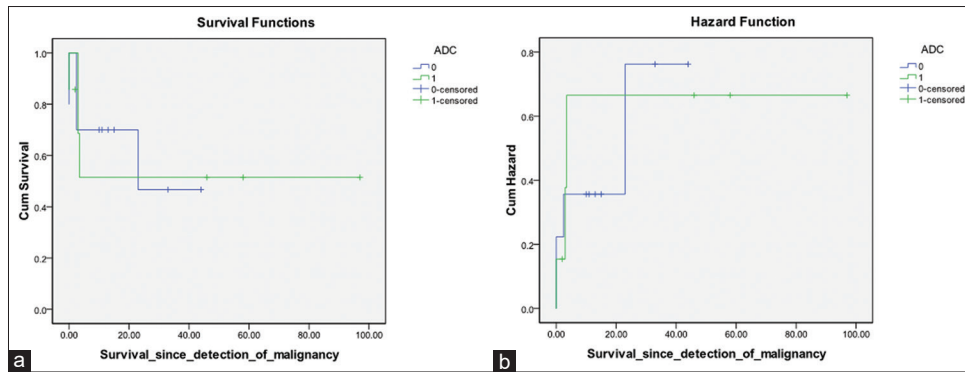 Survival Functions
ADC
0
1
0-censored
1-censored
Cum Survival
1.0
0.8
0.6
0.4
0.2
0.0
0.00
20.00
40.00
60.00
80.00
100.00
Survival_since_detection_of_malignancy
a
Hazard Function
ADC
0
1
0-censored
1-censored
Cum Hazard
0.8
0.6
0.4
0.2
0.0
0.00
20.00
40.00
60.00
80.00
100.00
Survival_since_detection_of_malignancy
b